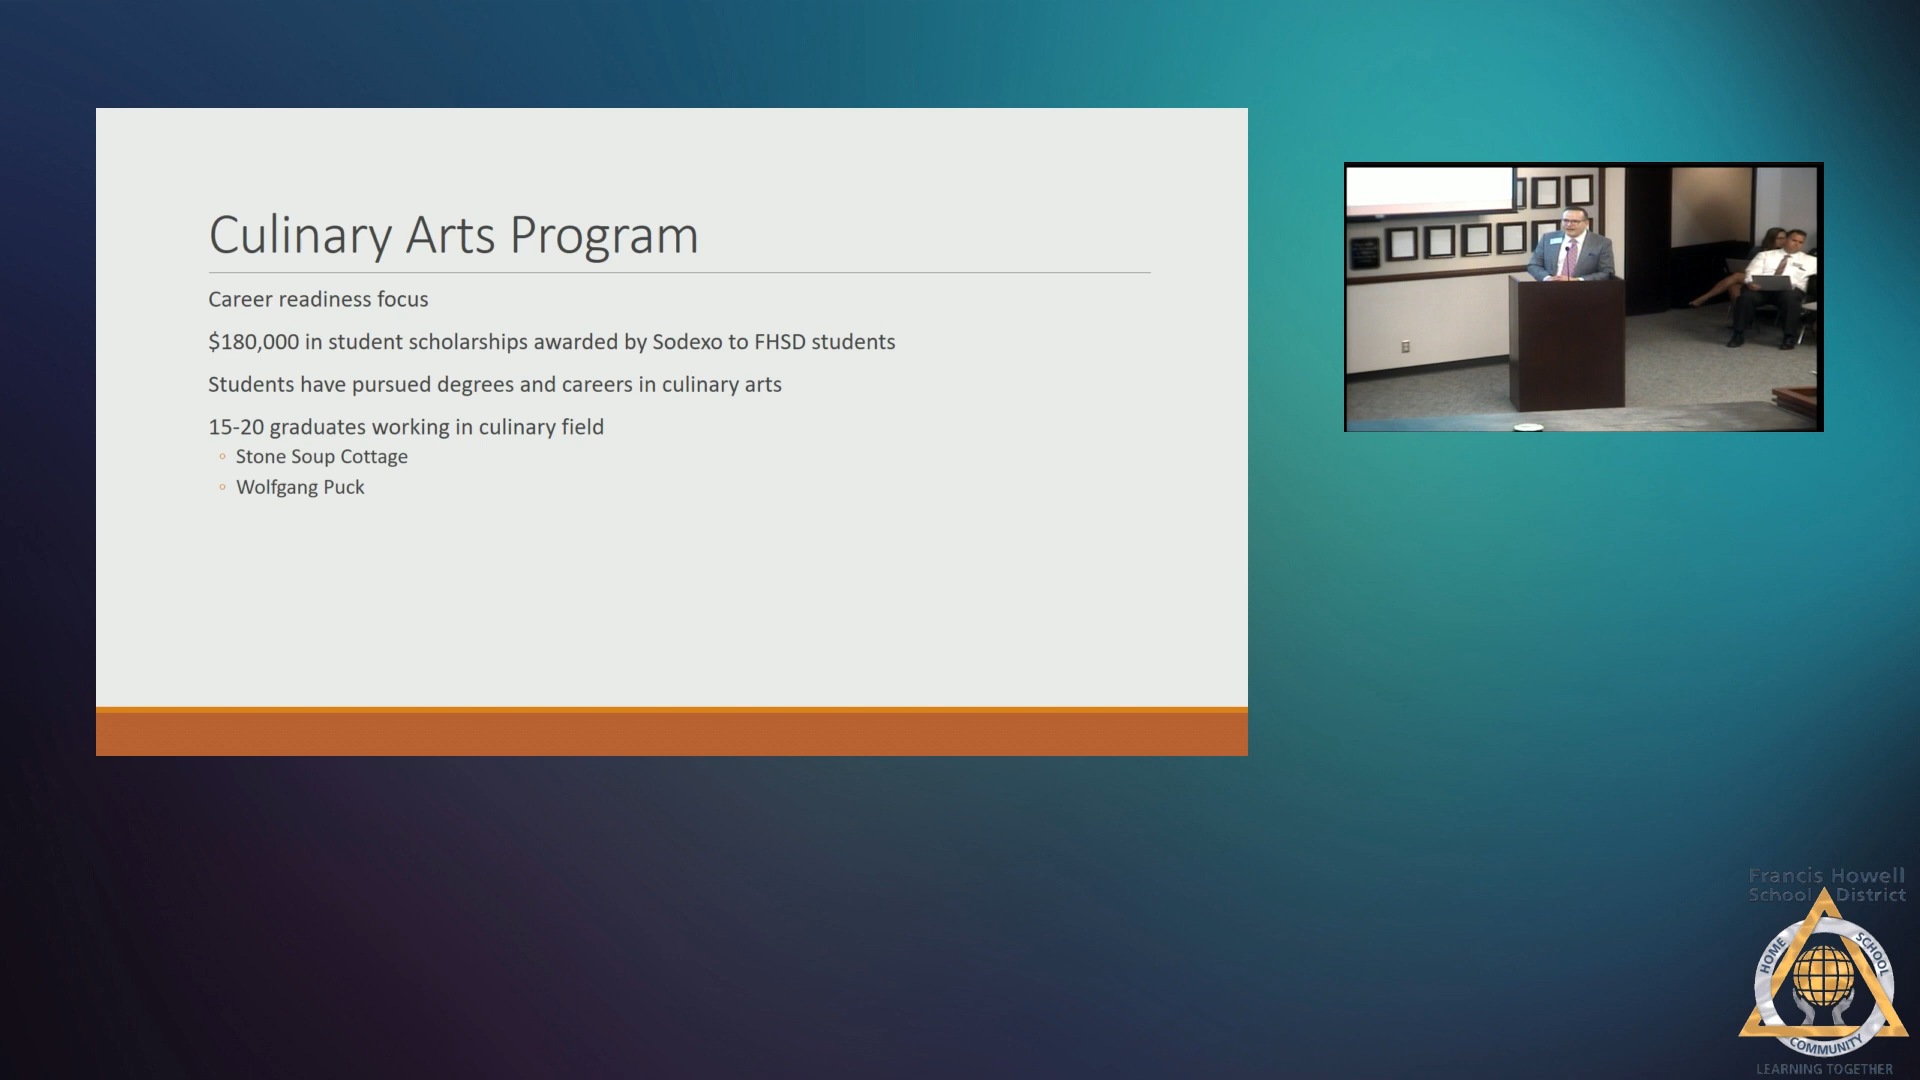 Culinary Arts Program
Career readiness focus
$180,000 in student scholarships awarded by Sodexo to FHSD students
Students have pursued degrees and careers in culinary arts
15-20 graduates working in culinary field
Stone Soup Cottage
Wolfgang Puck
Francis Howell
School District
HOME
SCHOOL
COMMUNITY
LEARNING TOGETHER